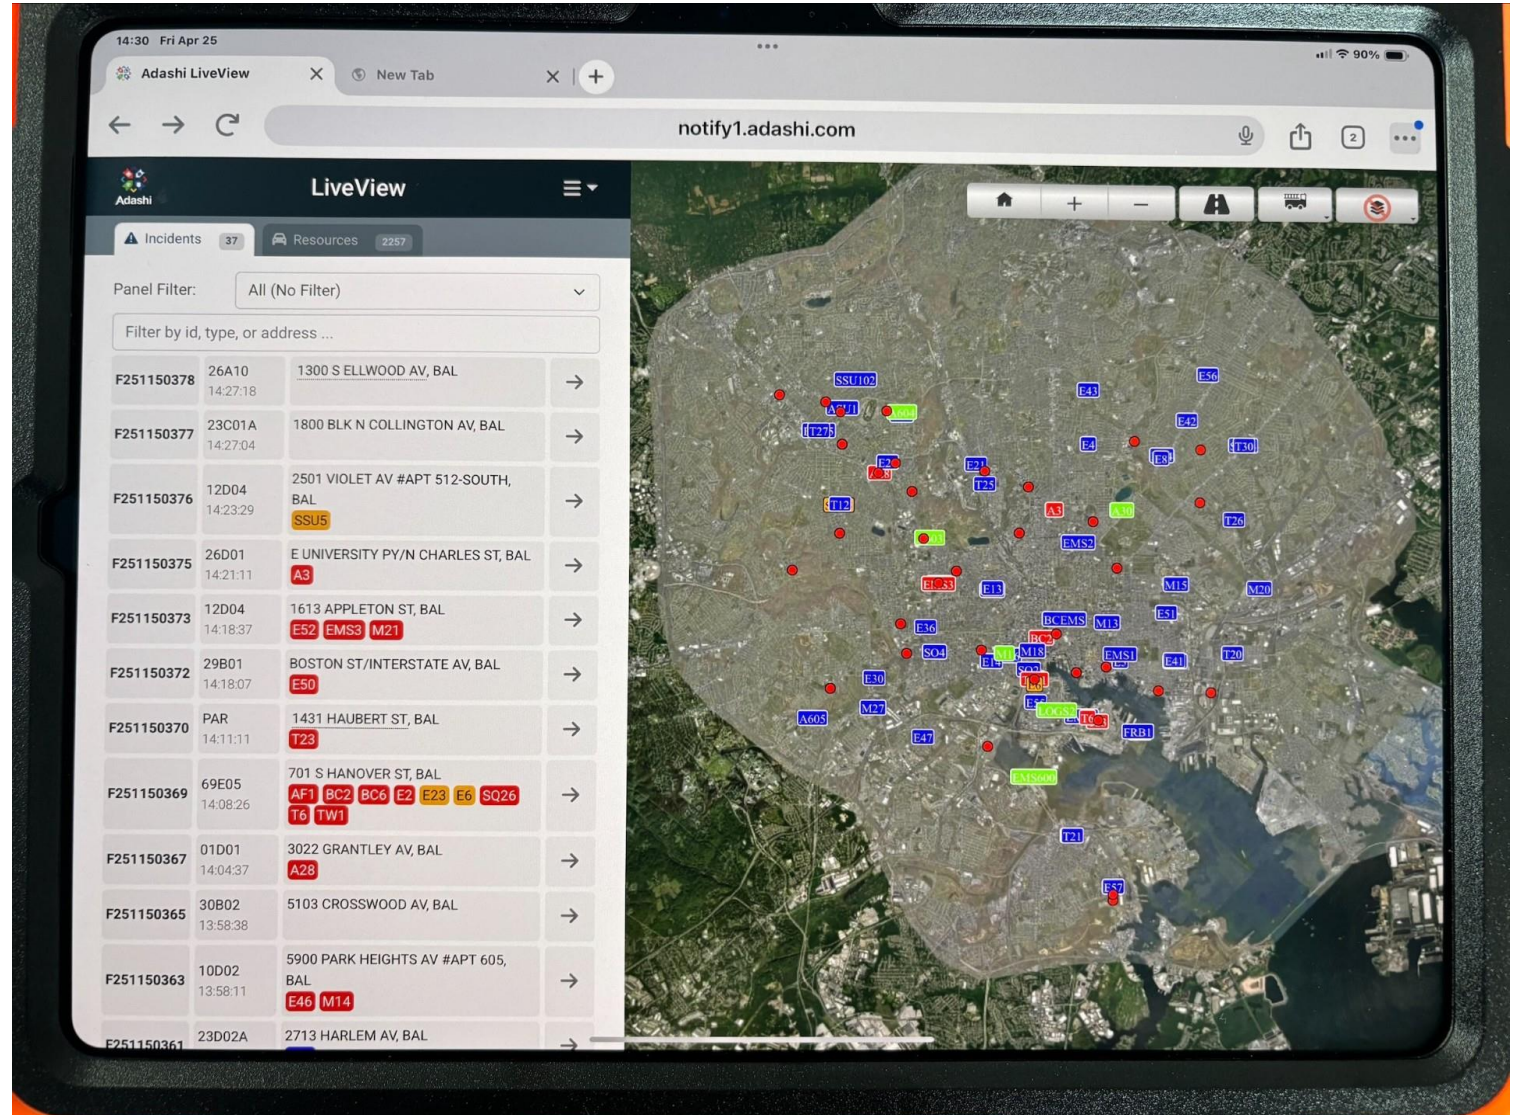 14:30 Fri Apr 25
90%
Adashi LiveView
New Tab
notify1.adashi.com
2
Adashi
LiveView
Incidents 37
Resources 2257
Panel Filter:
All (No Filter)
Filter by id, type, or address ...
F251150378 26A10 14:27:18 1300 S ELLWOOD AV, BAL
F251150377 23C01A 14:27:04 1800 BLK N COLLINGTON AV, BAL
F251150376 12D04 14:23:29 2501 VIOLET AV #APT 512-SOUTH,
BAL
SSU5
F251150375 26D01 14:21:11 E UNIVERSITY PY/N CHARLES ST, BAL
A3
F251150373 12D04 14:18:37 1613 APPLETON ST, BAL
E52 EMS3 M21
F251150372 29B01 14:18:07 BOSTON ST/INTERSTATE AV, BAL
E50
F251150370 PAR 14:11:11 1431 HAUBERT ST, BAL
T23
F251150369 69E05 14:08:26 701 S HANOVER ST, BAL
AF1 BC2 BC6 E2 E23 E6 SQ26
T6 TW1
F251150367 01D01 14:04:37 3022 GRANTLEY AV, BAL
A28
F251150365 30B02 13:58:38 5103 CROSSWOOD AV, BAL
F251150363 10D02 13:58:11 5900 PARK HEIGHTS AV #APT 605,
BAL
E46 M14
F251150361 23D02A 2713 HARLEM AV, BAL
E56
SSU102
E43
E42
E4
T30
E8
E21
T25
T12
A3
A30
T26
EMS2
E13
M15
M20
E51
BCEMS
M13
E36
BC2
SO4
M18
EMS1
E41
T20
E30
M27
A605
LOGS2
FRB1
E47
EMS600
T21
E57